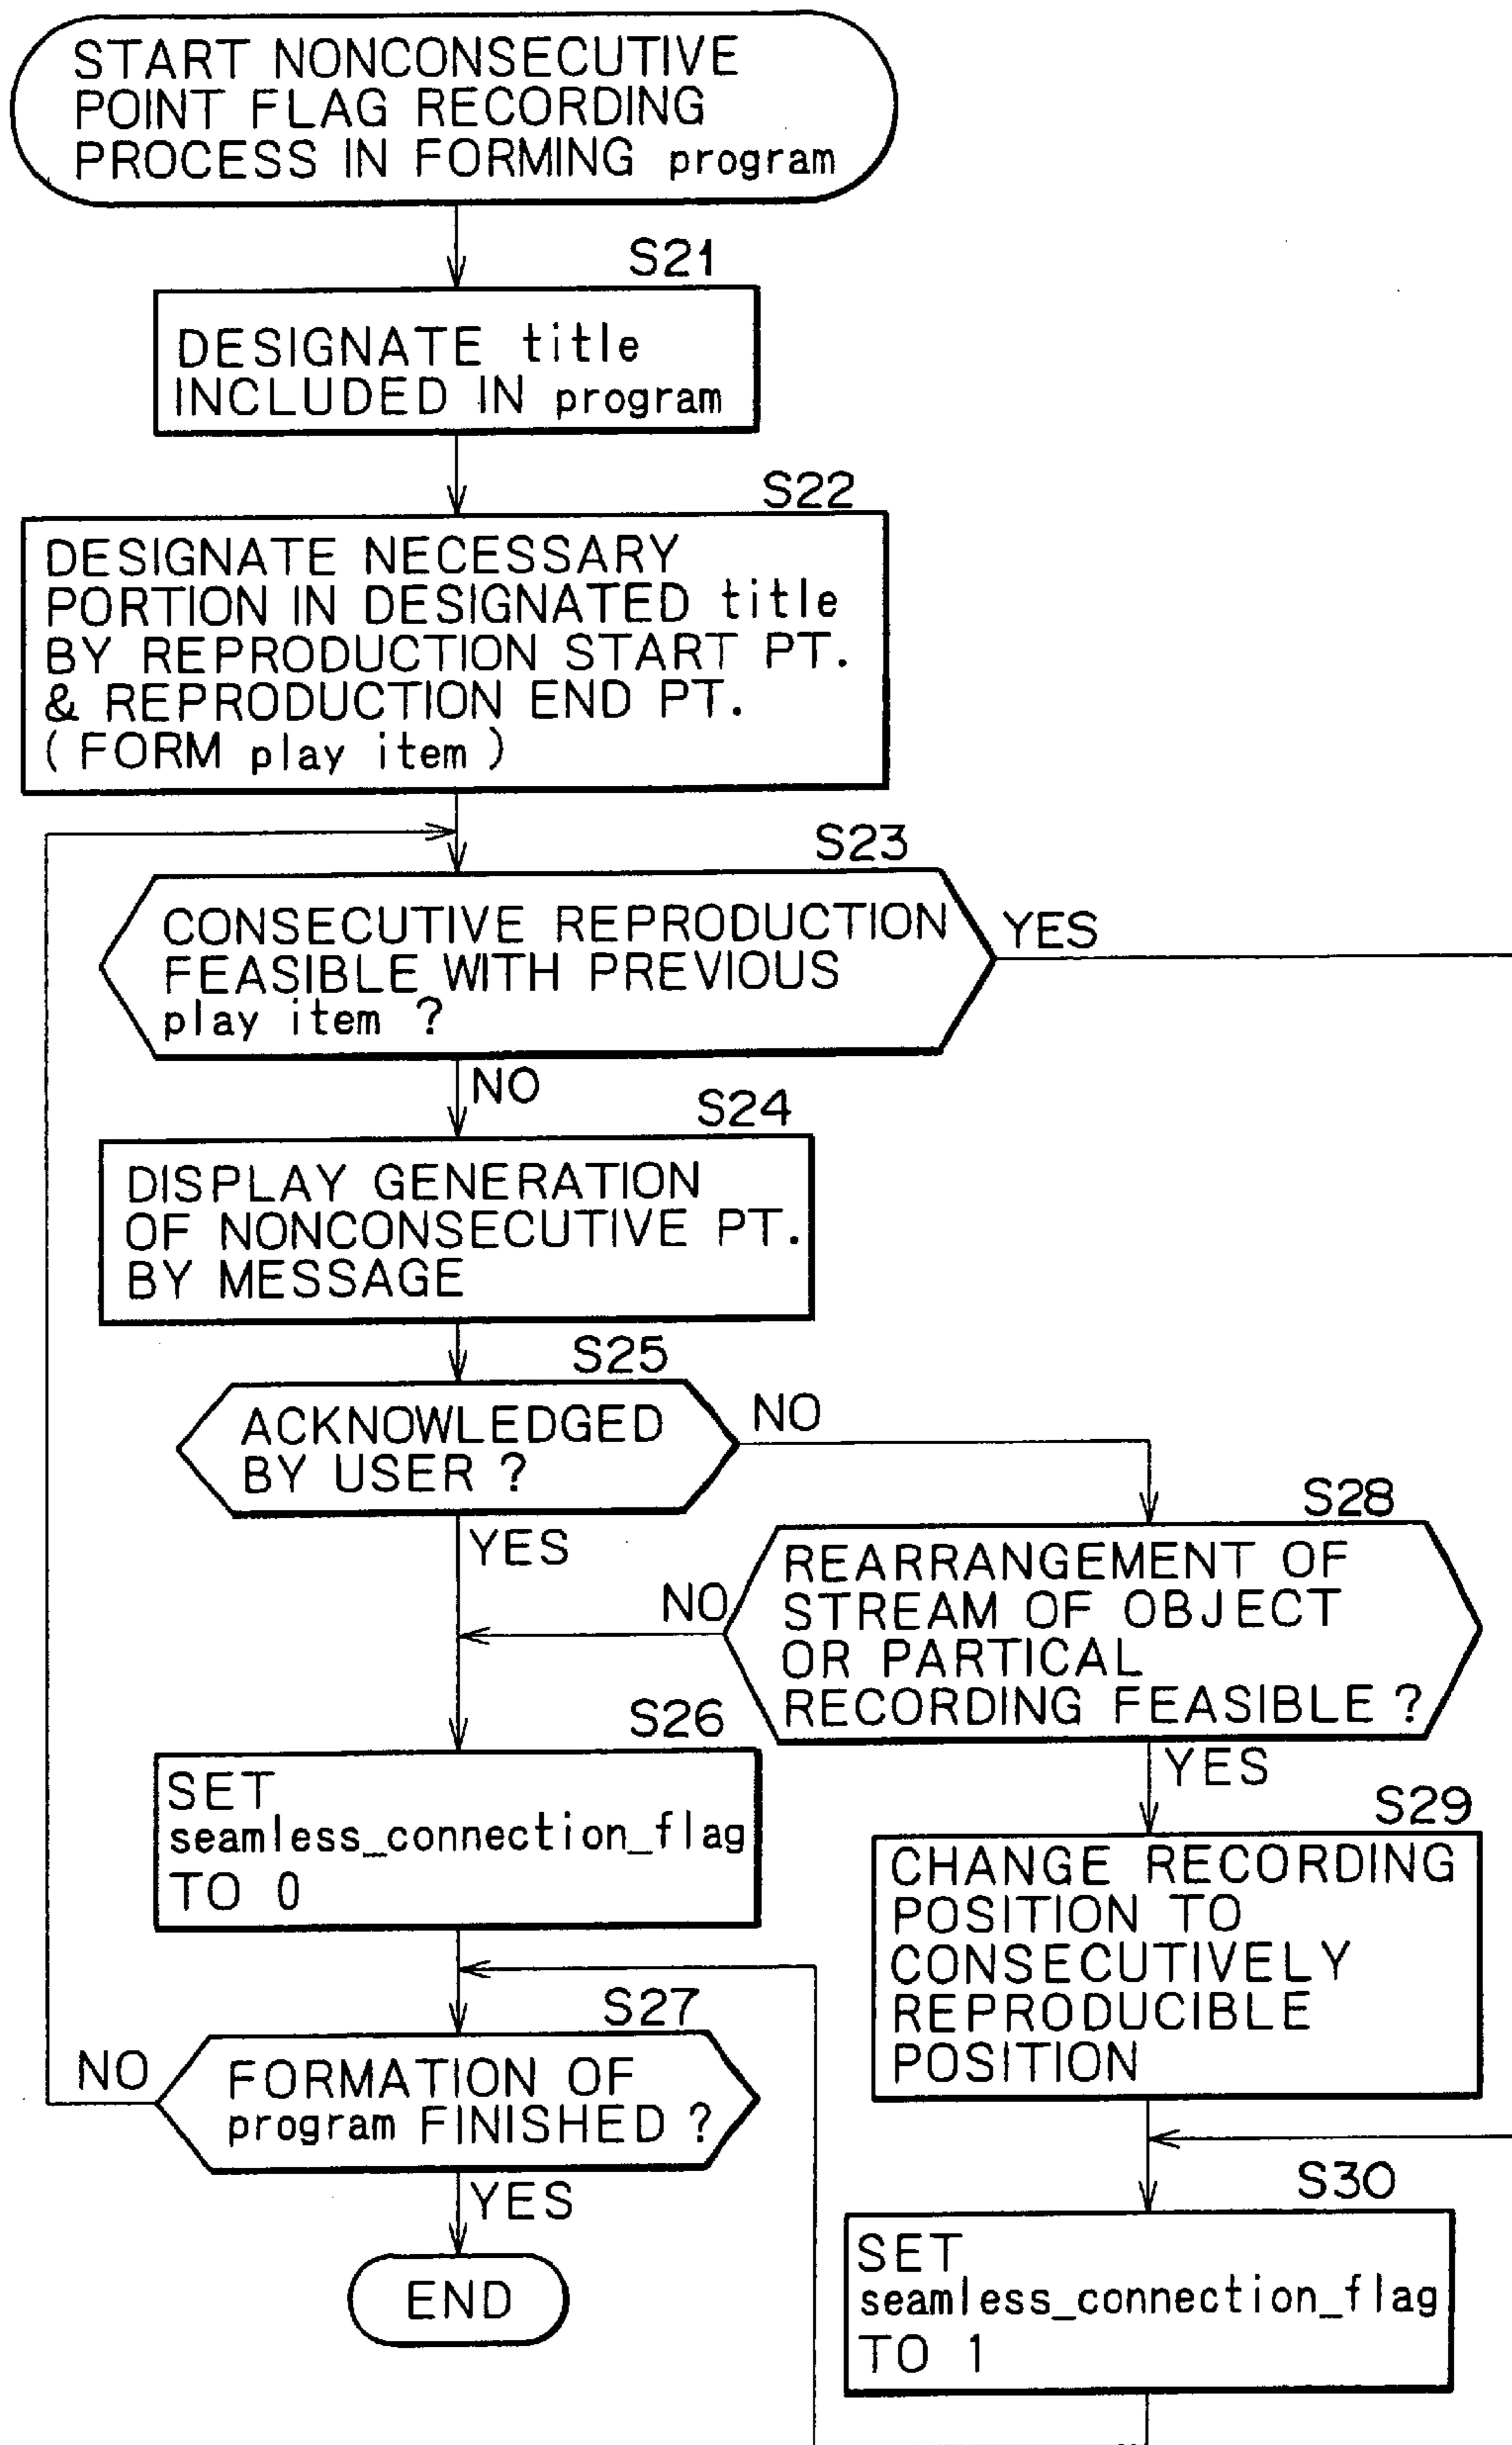 START NONCONSECUTIVE
POINT FLAG RECORDING
PROCESS IN FORMING program
S21
DESIGNATE title
INCLUDED IN program
S22
DESIGNATE NECESSARY
PORTION IN DESIGNATED title
BY REPRODUCTION START PT.
& REPRODUCTION END PT.
( FORM play item )
S23
CONSECUTIVE REPRODUCTION
FEASIBLE WITH PREVIOUS
play item ?
YES
NO
S24
DISPLAY GENERATION
OF NONCONSECUTIVE PT.
BY MESSAGE
S25
ACKNOWLEDGED
BY USER ?
NO
YES
S28
REARRANGEMENT OF
STREAM OF OBJECT
OR PARTICAL
RECORDING FEASIBLE ?
NO
YES
S26
SET
seamless_connection_flag
TO 0
S29
CHANGE RECORDING
POSITION TO
CONSECUTIVELY
REPRODUCIBLE
POSITION
S27
FORMATION OF
program FINISHED ?
NO
YES
END
S30
SET
seamless_connection_flag
TO 1